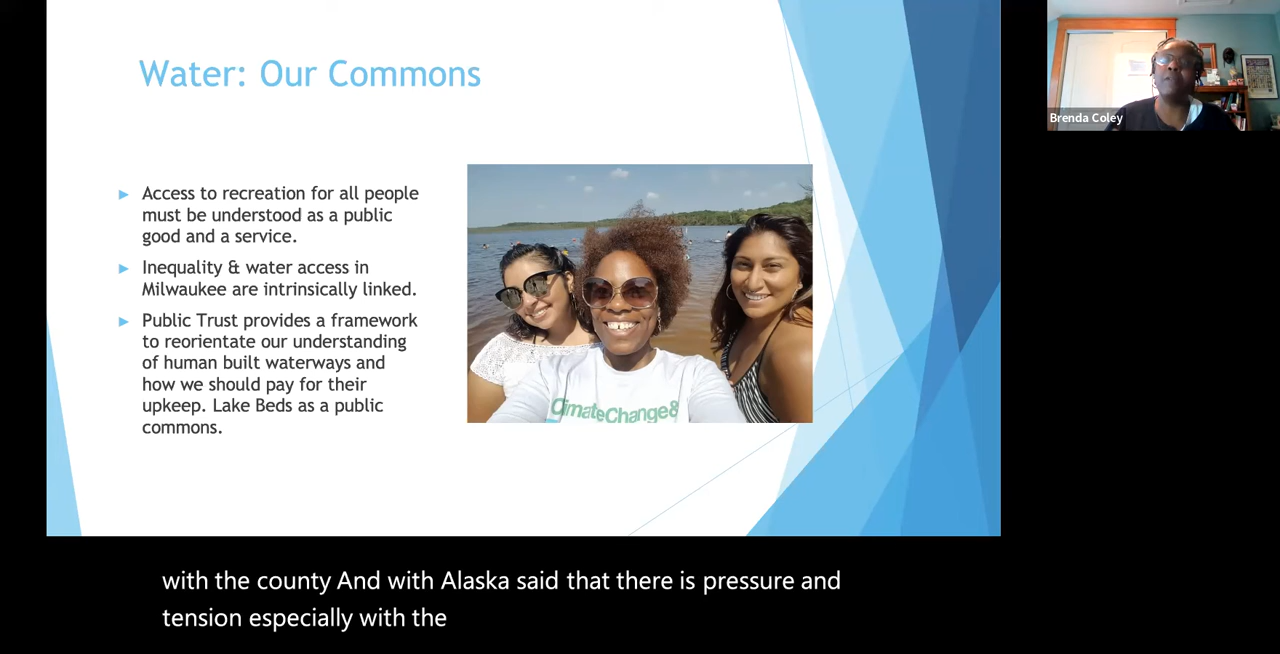 Water: Our Commons
Access to recreation for all people
must be understood as a public
good and a service.
Inequality & water access in
Milwaukee are intrinsically linked.
Public Trust provides a framework
to reorientate our understanding
of human built waterways and
how we should pay for their
upkeep. Lake Beds as a public
commons.
ClimateChange&
Brenda Coley
with the county And with Alaska said that there is pressure and
tension especially with the